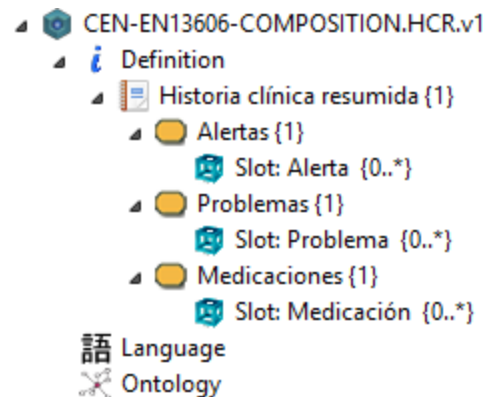 CEN-EN13606-COMPOSITION.HCR.v1
i Definition
Historia clínica resumida {1}
Alertas {1}
Slot: Alerta {0..*}
Problemas {1}
Slot: Problema {0..*}
Medicaciones {1}
Slot: Medicación {0..*}
語 Language
Ontology